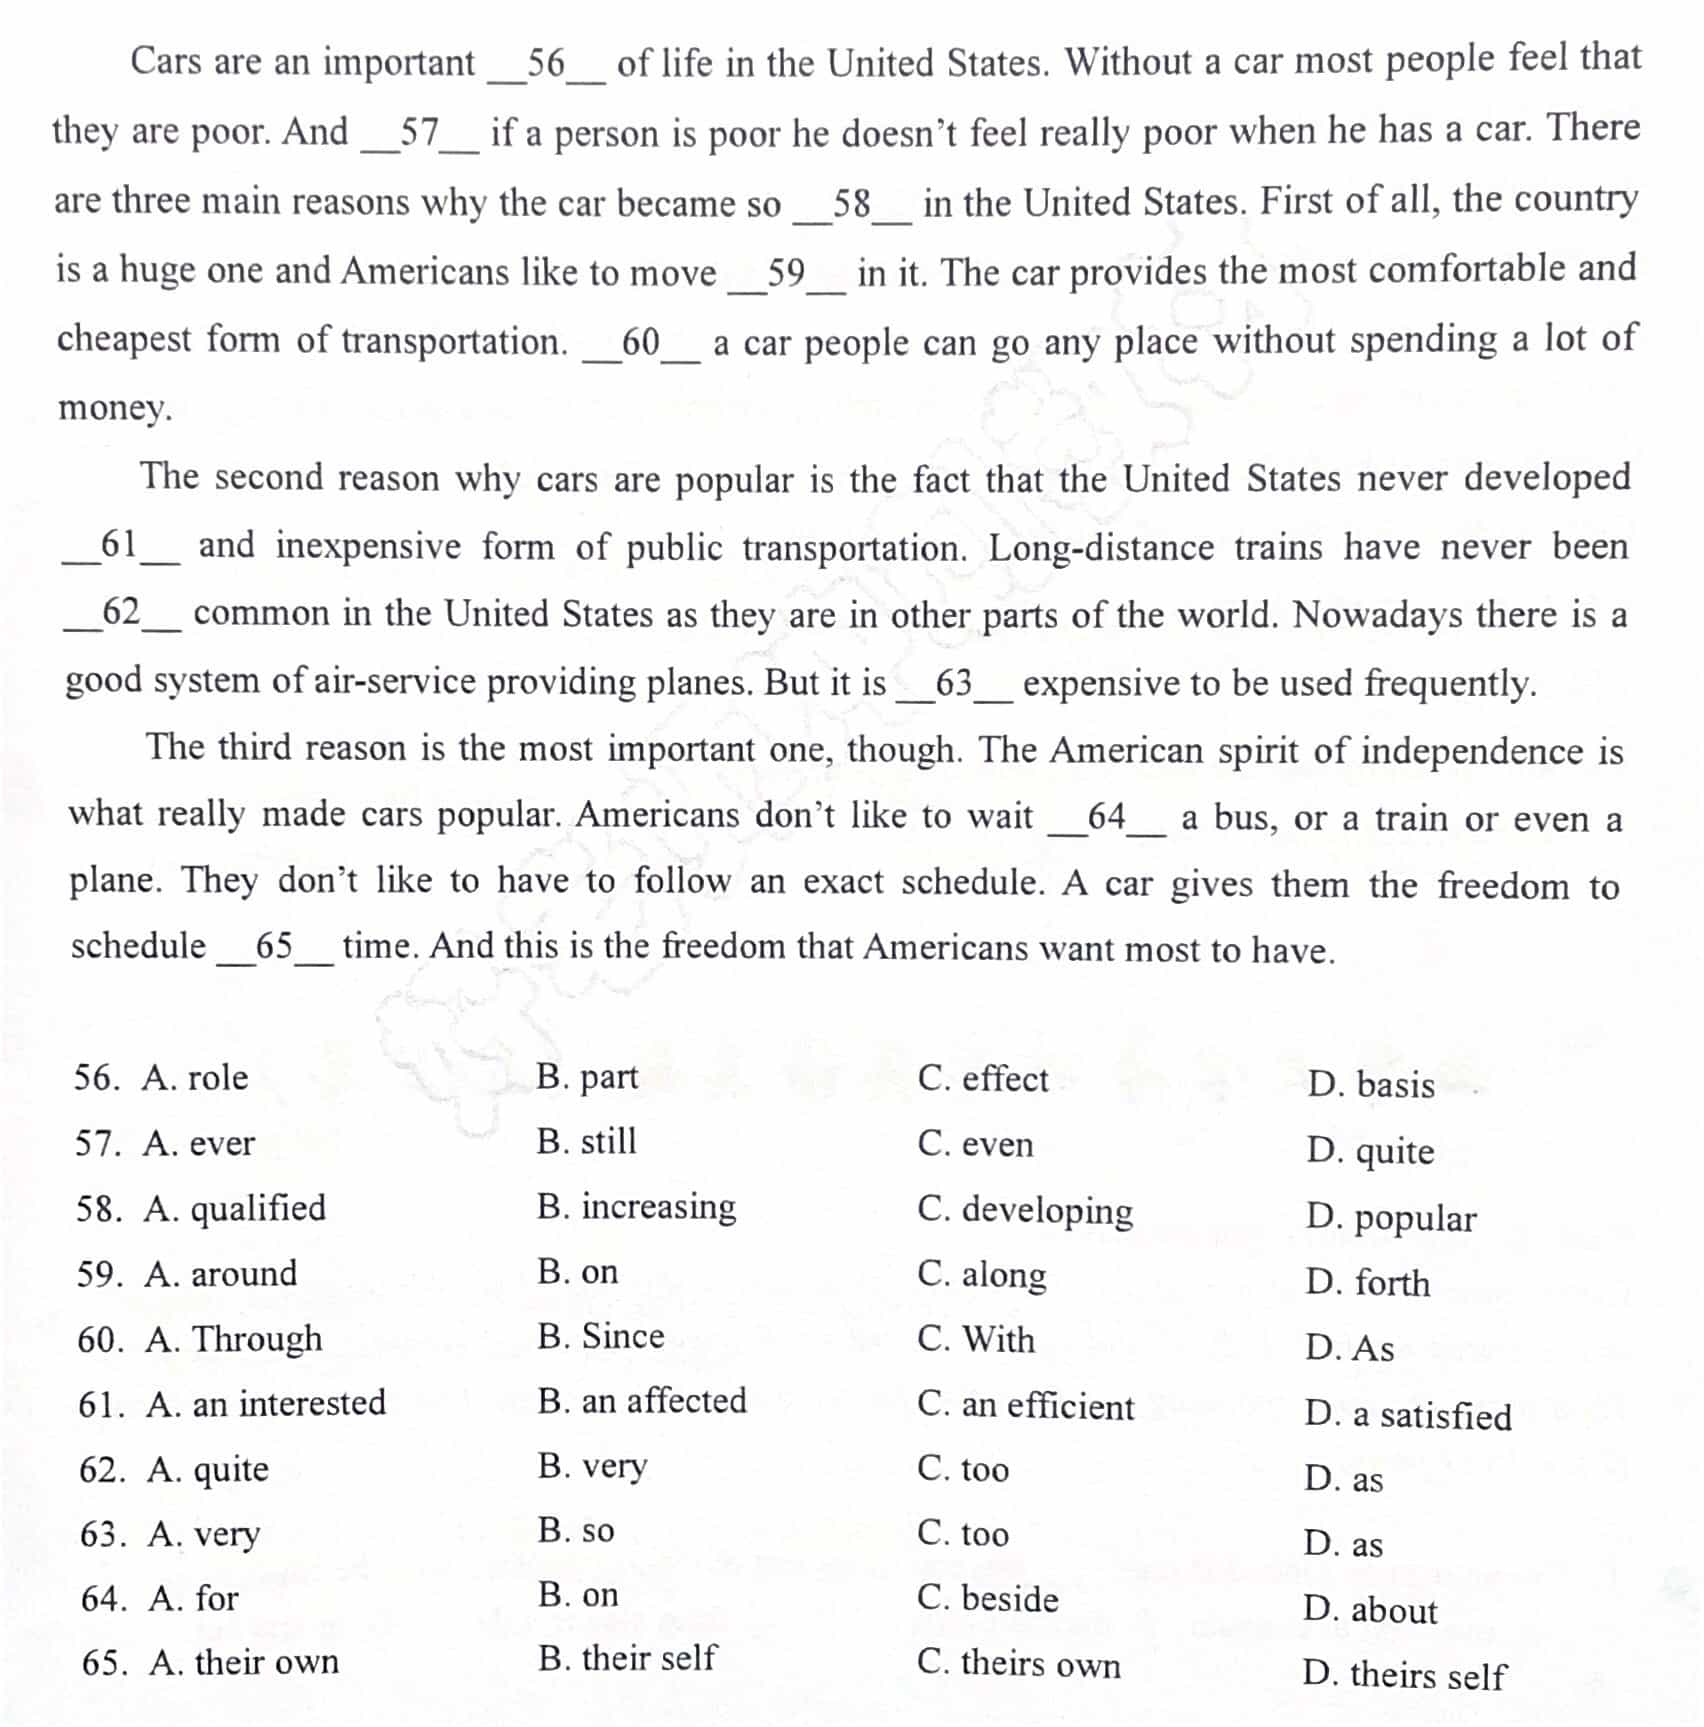 Cars are an important __56__ of life in the United States. Without a car most people feel that
they are poor. And __57__ if a person is poor he doesn't feel really poor when he has a car. There
are three main reasons why the car became so __58__ in the United States. First of all, the country
is a huge one and Americans like to move __59__ in it. The car provides the most comfortable and
cheapest form of transportation. __60__ a car people can go any place without spending a lot of
money.
The second reason why cars are popular is the fact that the United States never developed
__61__ and inexpensive form of public transportation. Long-distance trains have never been
__62__ common in the United States as they are in other parts of the world. Nowadays there is a
good system of air-service providing planes. But it is __63__ expensive to be used frequently.
The third reason is the most important one, though. The American spirit of independence is
what really made cars popular. Americans don't like to wait __64__ a bus, or a train or even a
plane. They don't like to have to follow an exact schedule. A car gives them the freedom to
schedule __65__ time. And this is the freedom that Americans want most to have.
56. A. role B. part C. effect D. basis
57. A. ever B. still C. even D. quite
58. A. qualified B. increasing C. developing D. popular
59. A. around B. on C. along D. forth
60. A. Through B. Since C. With D. As
61. A. an interested B. an affected C. an efficient D. a satisfied
62. A. quite B. very C. too D. as
63. A. very B. so C. too D. as
64. A. for B. on C. beside D. about
65. A. their own B. their self C. theirs own D. theirs self